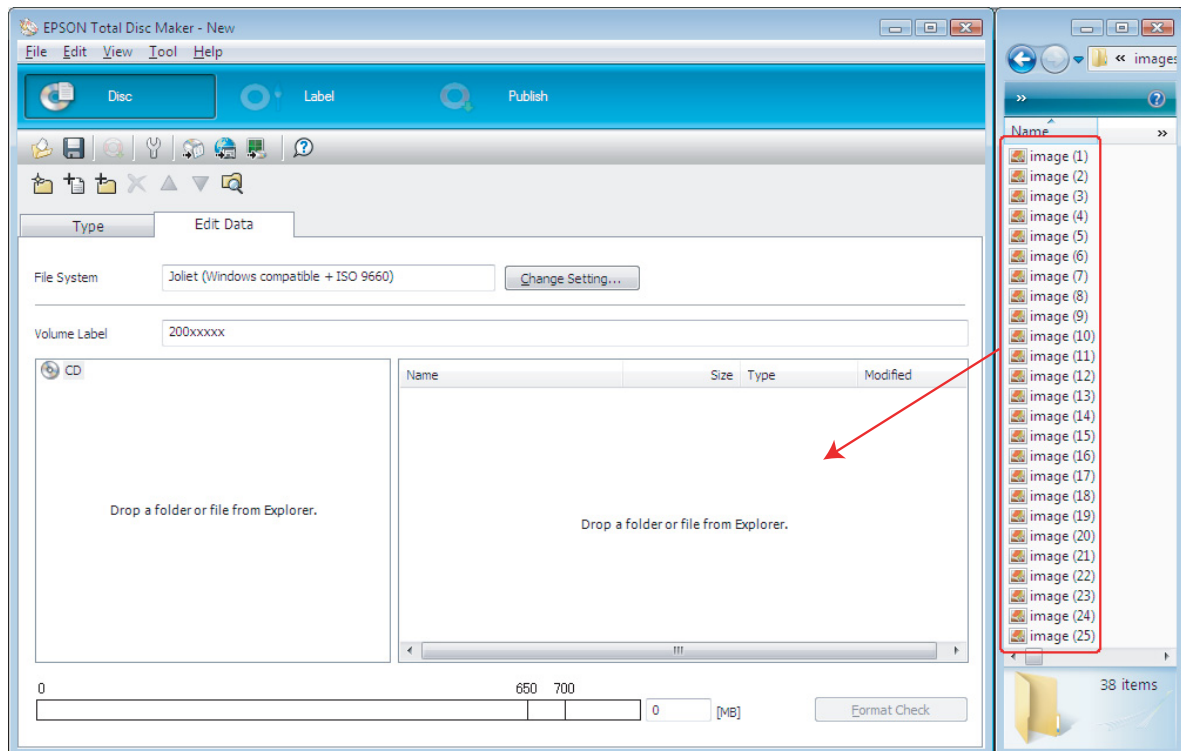 EPSON Total Disc Maker - New
File Edit View Tool Help
Disc Label Publish
Type Edit Data
File System Joliet (Windows compatible + ISO 9660) Change Setting...
Volume Label 200xxxxx
CD
Drop a folder or file from Explorer.
Name Size Type Modified
Drop a folder or file from Explorer.
0 650 700
0 [MB] Format Check
« images
»
Name »
image (1)
image (2)
image (3)
image (4)
image (5)
image (6)
image (7)
image (8)
image (9)
image (10)
image (11)
image (12)
image (13)
image (14)
image (15)
image (16)
image (17)
image (18)
image (19)
image (20)
image (21)
image (22)
image (23)
image (24)
image (25)
38 items